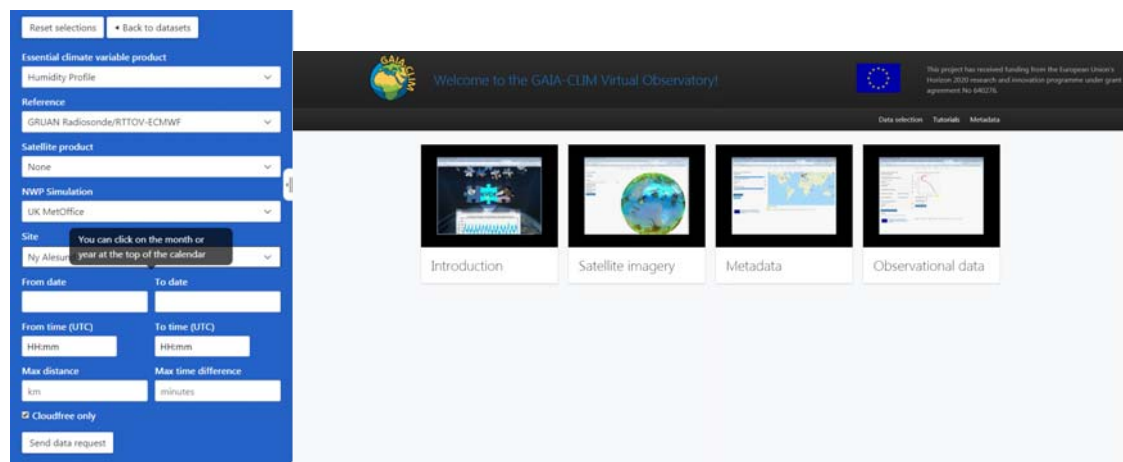 Reset selections
◂ Back to datasets
Essential climate variable product
Humidity Profile
Reference
GRUAN Radiosonde/RTTOV-ECMWF
Satellite product
None
NWP Simulation
UK MetOffice
Site
You can click on the month or
year at the top of the calendar
Ny Alesun
From date
To date
From time (UTC)
To time (UTC)
HH:mm
HH:mm
Max distance
Max time difference
km
minutes
Cloudfree only
Send data request
GAIA
CLIM
Welcome to the GAIA-CLIM Virtual Observatory!
This project has received funding from the European Union's
Horizon 2020 research and innovation programme under grant
agreement No 640276.
Data selection Tutorials Metadata
Introduction
Satellite imagery
Metadata
Observational data